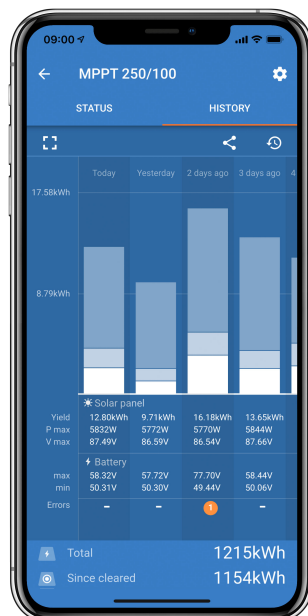 09:00
MPPT 250/100
STATUS HISTORY
Today Yesterday 2 days ago 3 days ago 4
17.58kWh
8.79kWh
Solar panel
Yield 12.80kWh 9.71kWh 16.18kWh 13.65kWh
P max 5832W 5772W 5770W 5844W
V max 87.49V 86.59V 86.54V 87.66V
Battery
max 58.32V 57.72V 77.70V 58.44V
min 50.31V 50.30V 49.44V 50.06V
Errors – – 1 –
Total 1215kWh
Since cleared 1154kWh